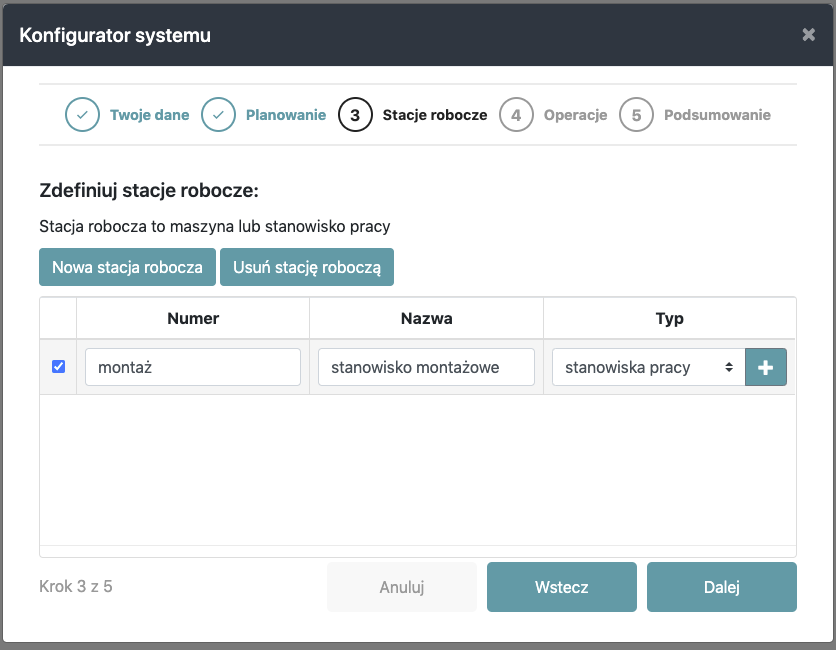 Konfigurator systemu
Twoje dane Planowanie 3 Stacje robocze 4 Operacje 5 Podsumowanie
Zdefiniuj stacje robocze:
Stacja robocza to maszyna lub stanowisko pracy
Nowa stacja robocza Usuń stację roboczą
Numer Nazwa Typ
montaż stanowisko montażowe stanowiska pracy
Krok 3 z 5 Anuluj Wstecz Dalej